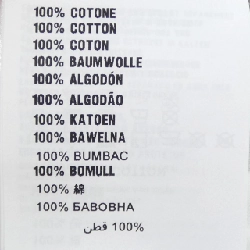 100% COTONE
100% COTTON
100% COTON
100% BAUMWOLLE
100% ALGODÓN
100% ALGODÃO
100% KATOEN
100% BAWELNA
100% BUMBAC
100% BOMULL
100% 綿
100% БАВОВНА
100% قطن